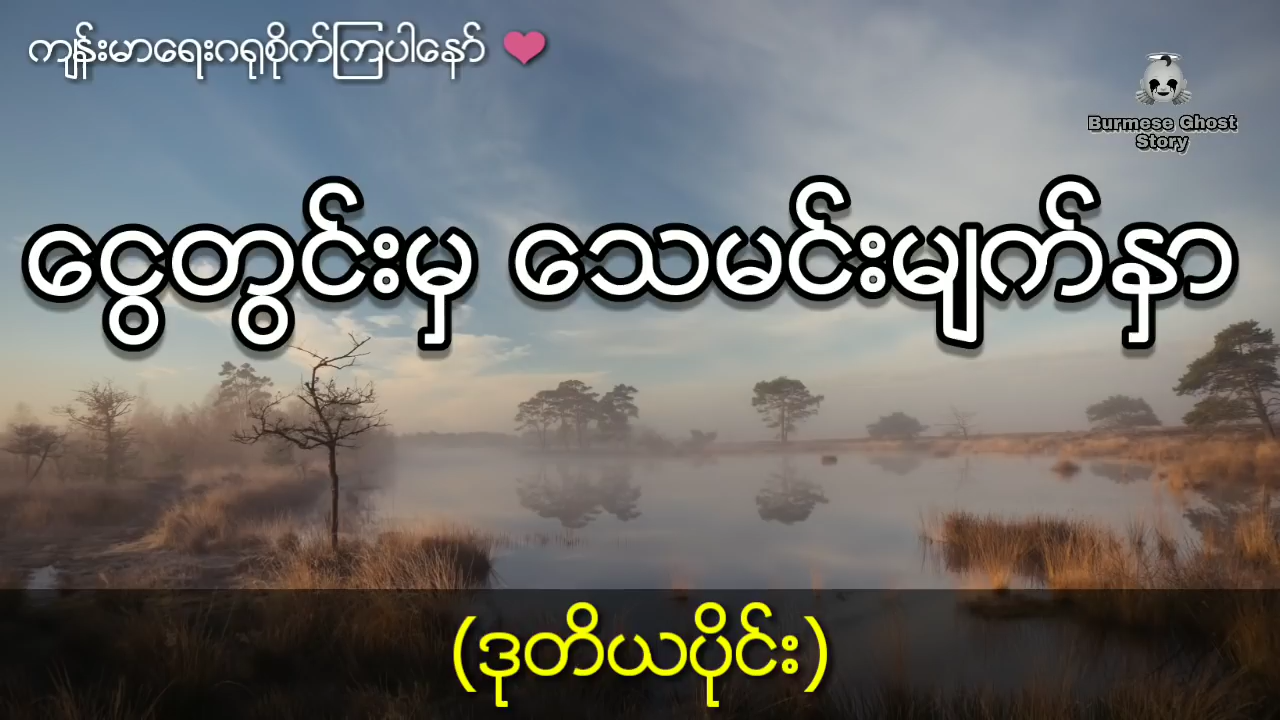 ကျန်းမာရေးဂရုစိုက်ကြပါနော် ❤
Burmese Ghost
Story
ငွေတွင်းမှ သေမင်းမျက်နှာ
(ဒုတိယပိုင်း)